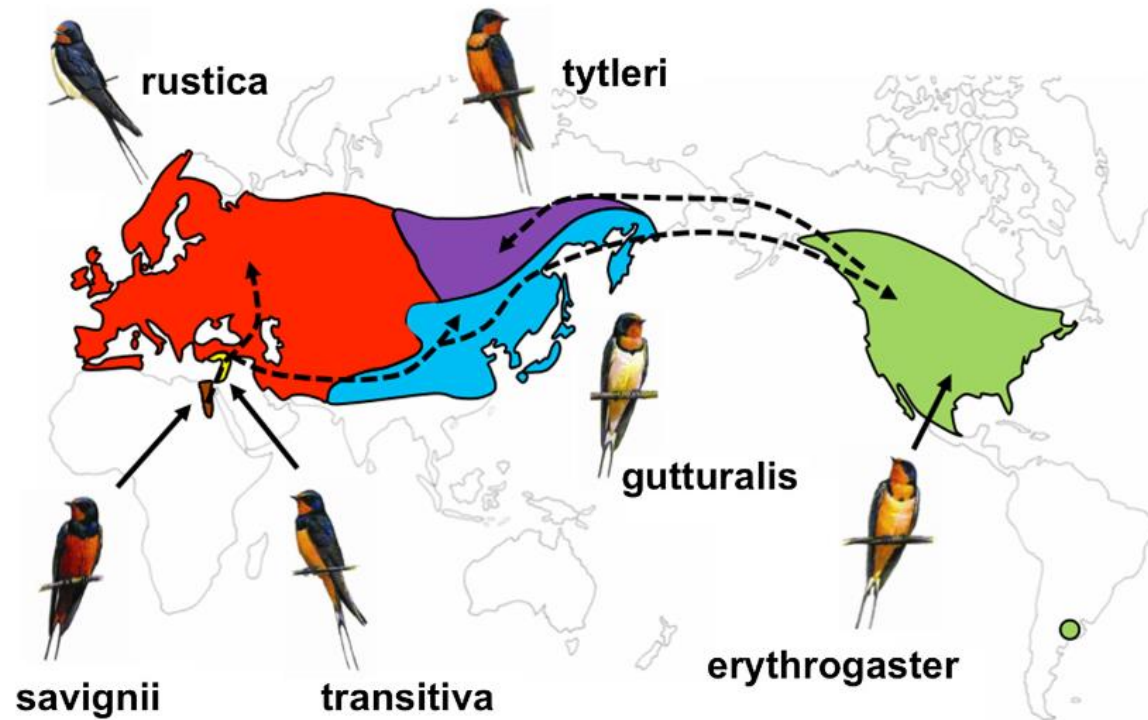 rustica
tytleri
gutturalis
erythrogaster
savignii
transitiva